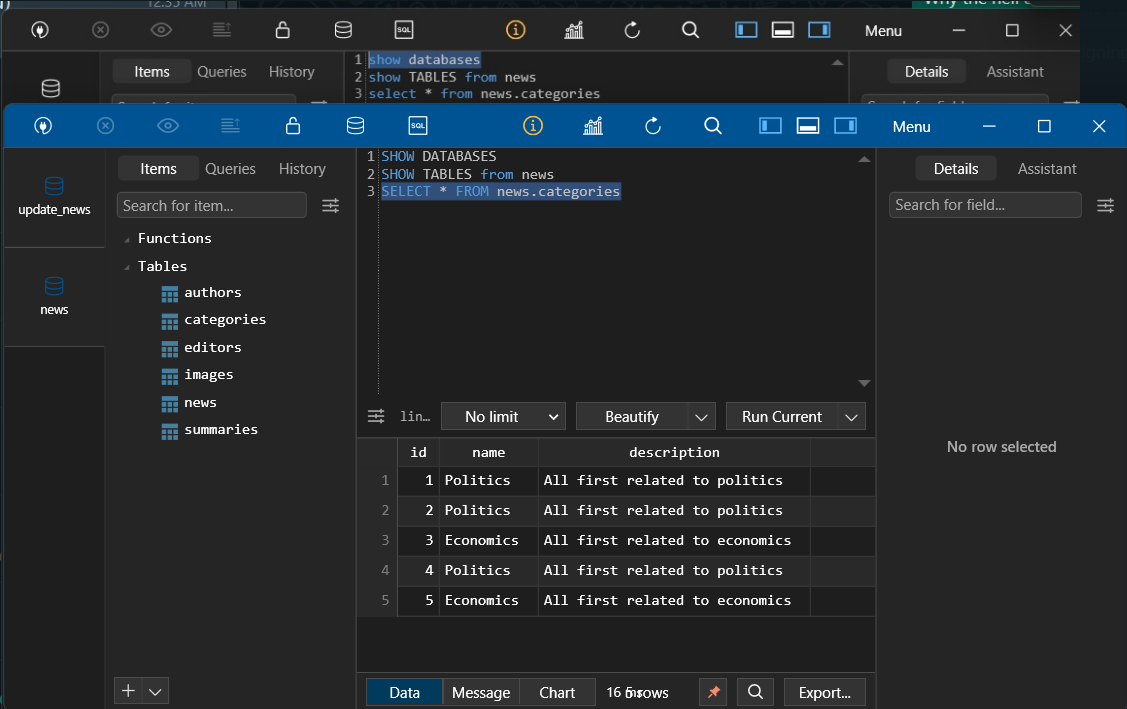 12:35 AM
SQL
Menu
Items Queries History
1 show databases
2 show TABLES from news
3 select * from news.categories
Details Assistant
SQL
Menu
update_news
news
Items Queries History
Search for item...
Functions
Tables
authors
categories
editors
images
news
summaries
1 SHOW DATABASES
2 SHOW TABLES from news
3 SELECT * FROM news.categories
lin... No limit Beautify Run Current
id name description
1 1 Politics All first related to politics
2 2 Politics All first related to politics
3 3 Economics All first related to economics
4 4 Politics All first related to politics
5 5 Economics All first related to economics
Data Message Chart 16 ms 5 rows Export...
Details Assistant
Search for field...
No row selected